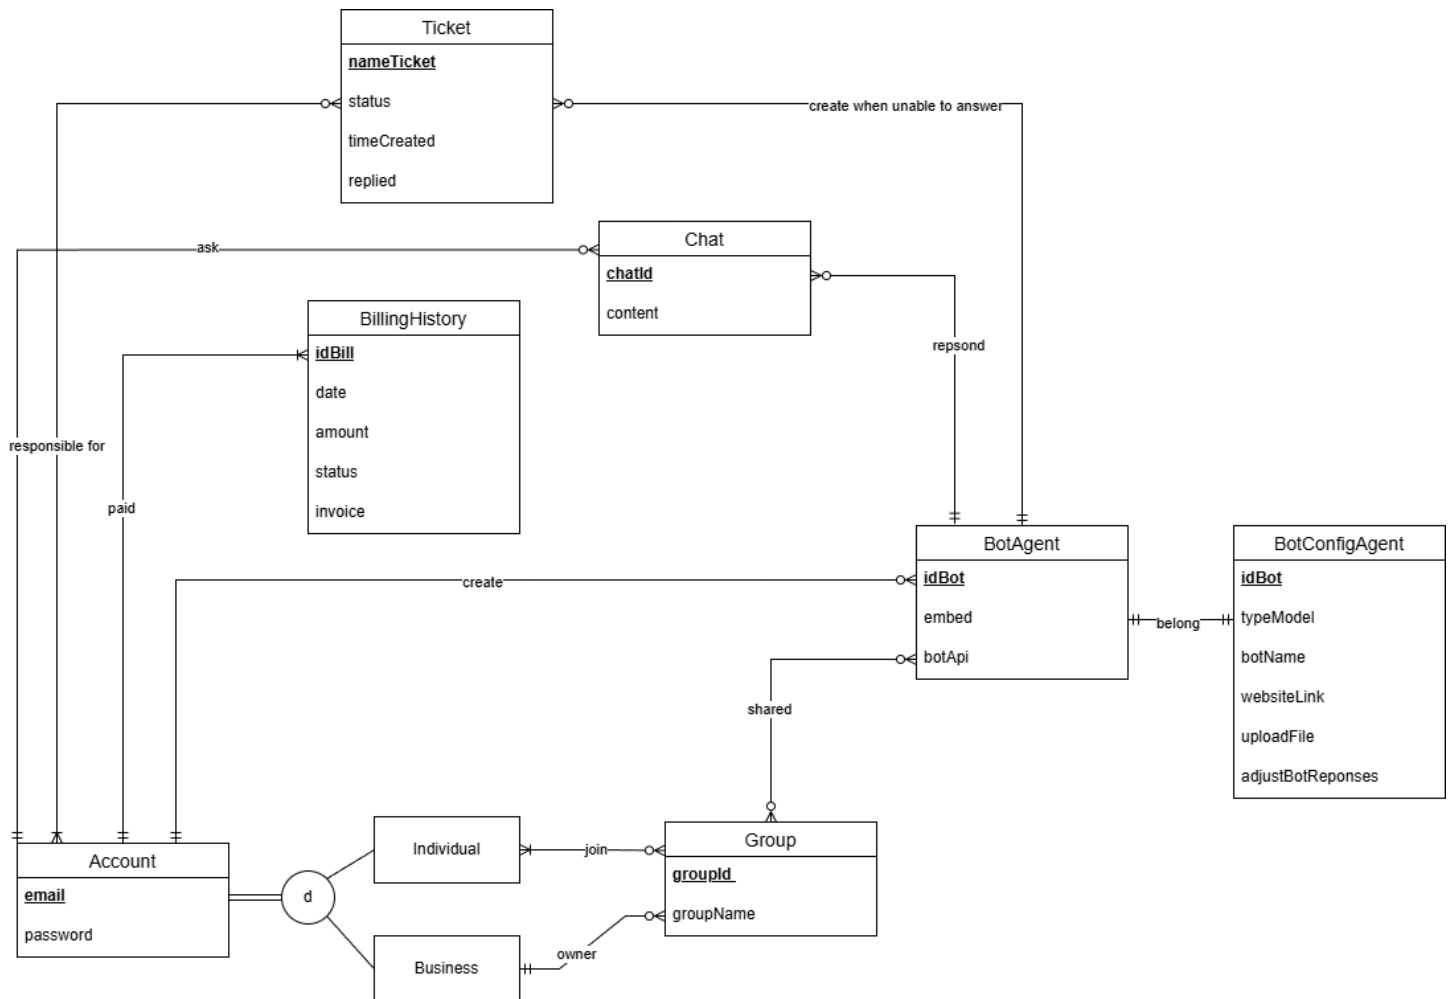 Ticket
nameTicket
status
timeCreated
replied
create when unable to answer
ask
Chat
chatId
content
repsond
BillingHistory
idBill
date
amount
status
invoice
responsible for
paid
create
BotAgent
idBot
embed
botApi
belong
BotConfigAgent
idBot
typeModel
botName
websiteLink
uploadFile
adjustBotReponses
shared
Account
email
password
d
Individual
join
Business
owner
Group
groupId
groupName